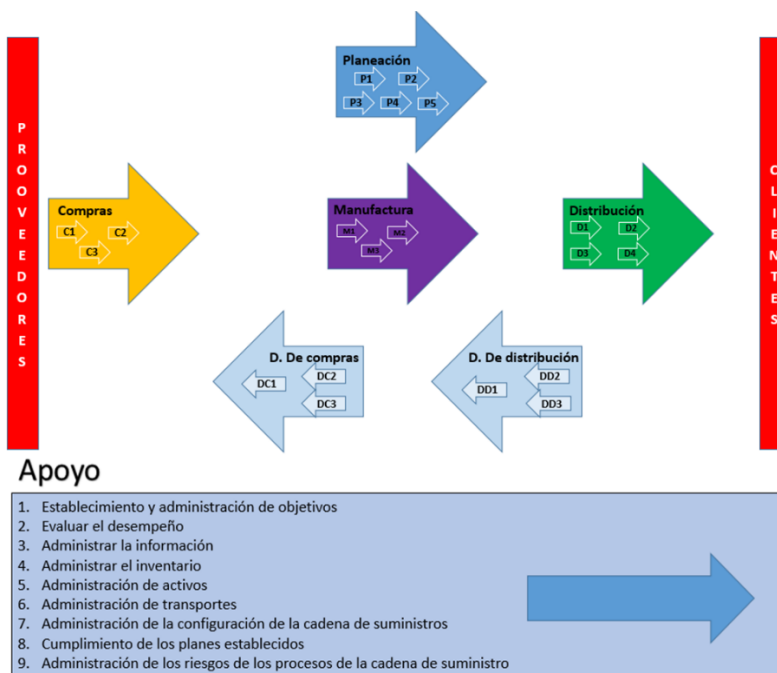 PROOVEEDORES
Planeación
P1 P2
P3 P4 P5
CLIENTES
Compras
C1 C2
C3
Manufactura
M1 M2
M3
Distribución
D1 D2
D3 D4
D. De compras
DC2
DC1
DC3
D. De distribución
DD2
DD1
DD3
Apoyo
1. Establecimiento y administración de objetivos
2. Evaluar el desempeño
3. Administrar la información
4. Administrar el inventario
5. Administración de activos
6. Administración de transportes
7. Administración de la configuración de la cadena de suministros
8. Cumplimiento de los planes establecidos
9. Administración de los riesgos de los procesos de la cadena de suministro